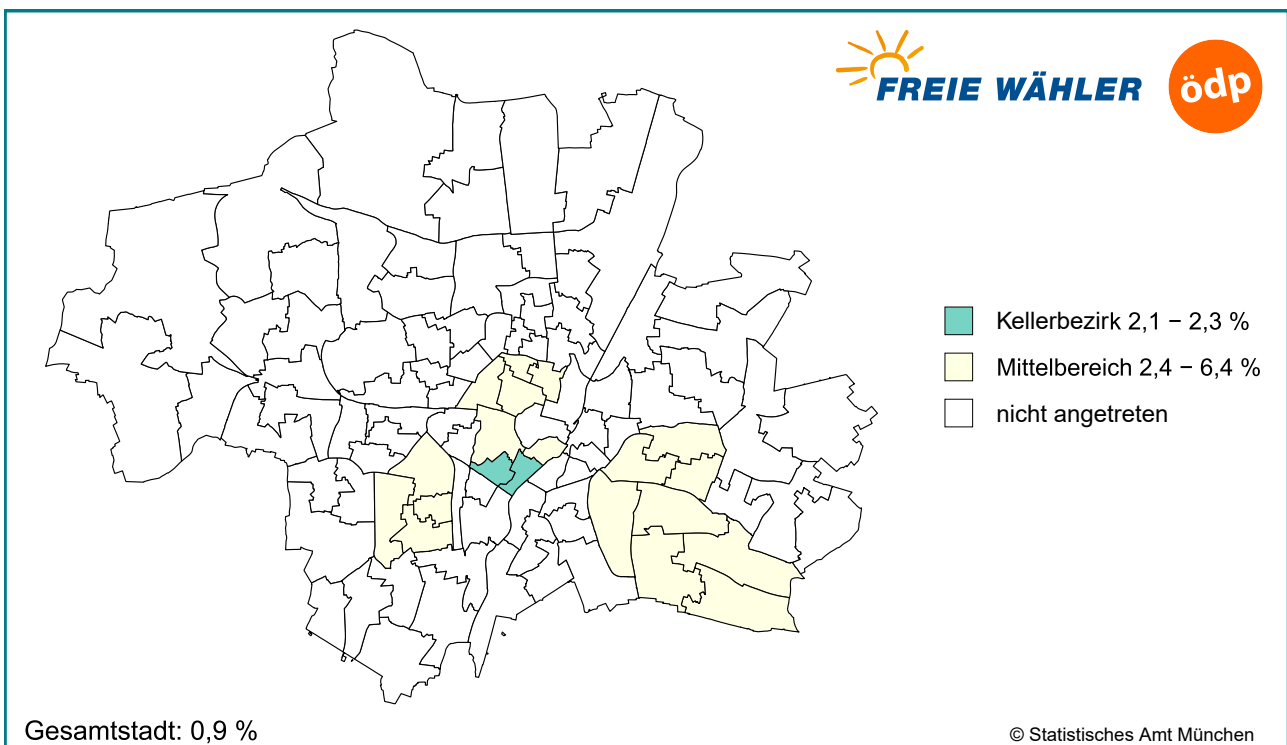 FREIE WÄHLER
ödp
Kellerbezirk 2,1 – 2,3 %
Mittelbereich 2,4 – 6,4 %
nicht angetreten
Gesamtstadt: 0,9 %
© Statistisches Amt München